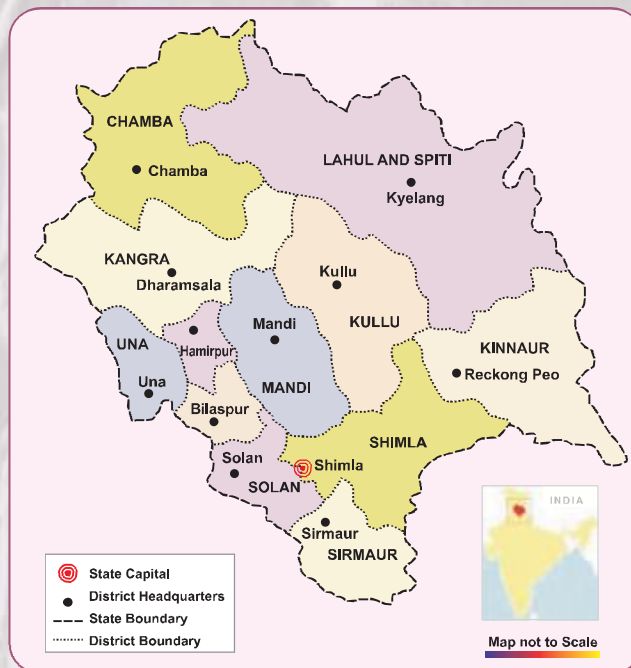 CHAMBA
Chamba
LAHUL AND SPITI
Kyelang
KANGRA
Dharamsala
Kullu
KULLU
UNA
Hamirpur
Mandi
MANDI
KINNAUR
Reckong Peo
Una
Bilaspur
SHIMLA
Solan
SOLAN
Shimla
Sirmaur
SIRMAUR
INDIA
State Capital
District Headquarters
State Boundary
District Boundary
Map not to Scale